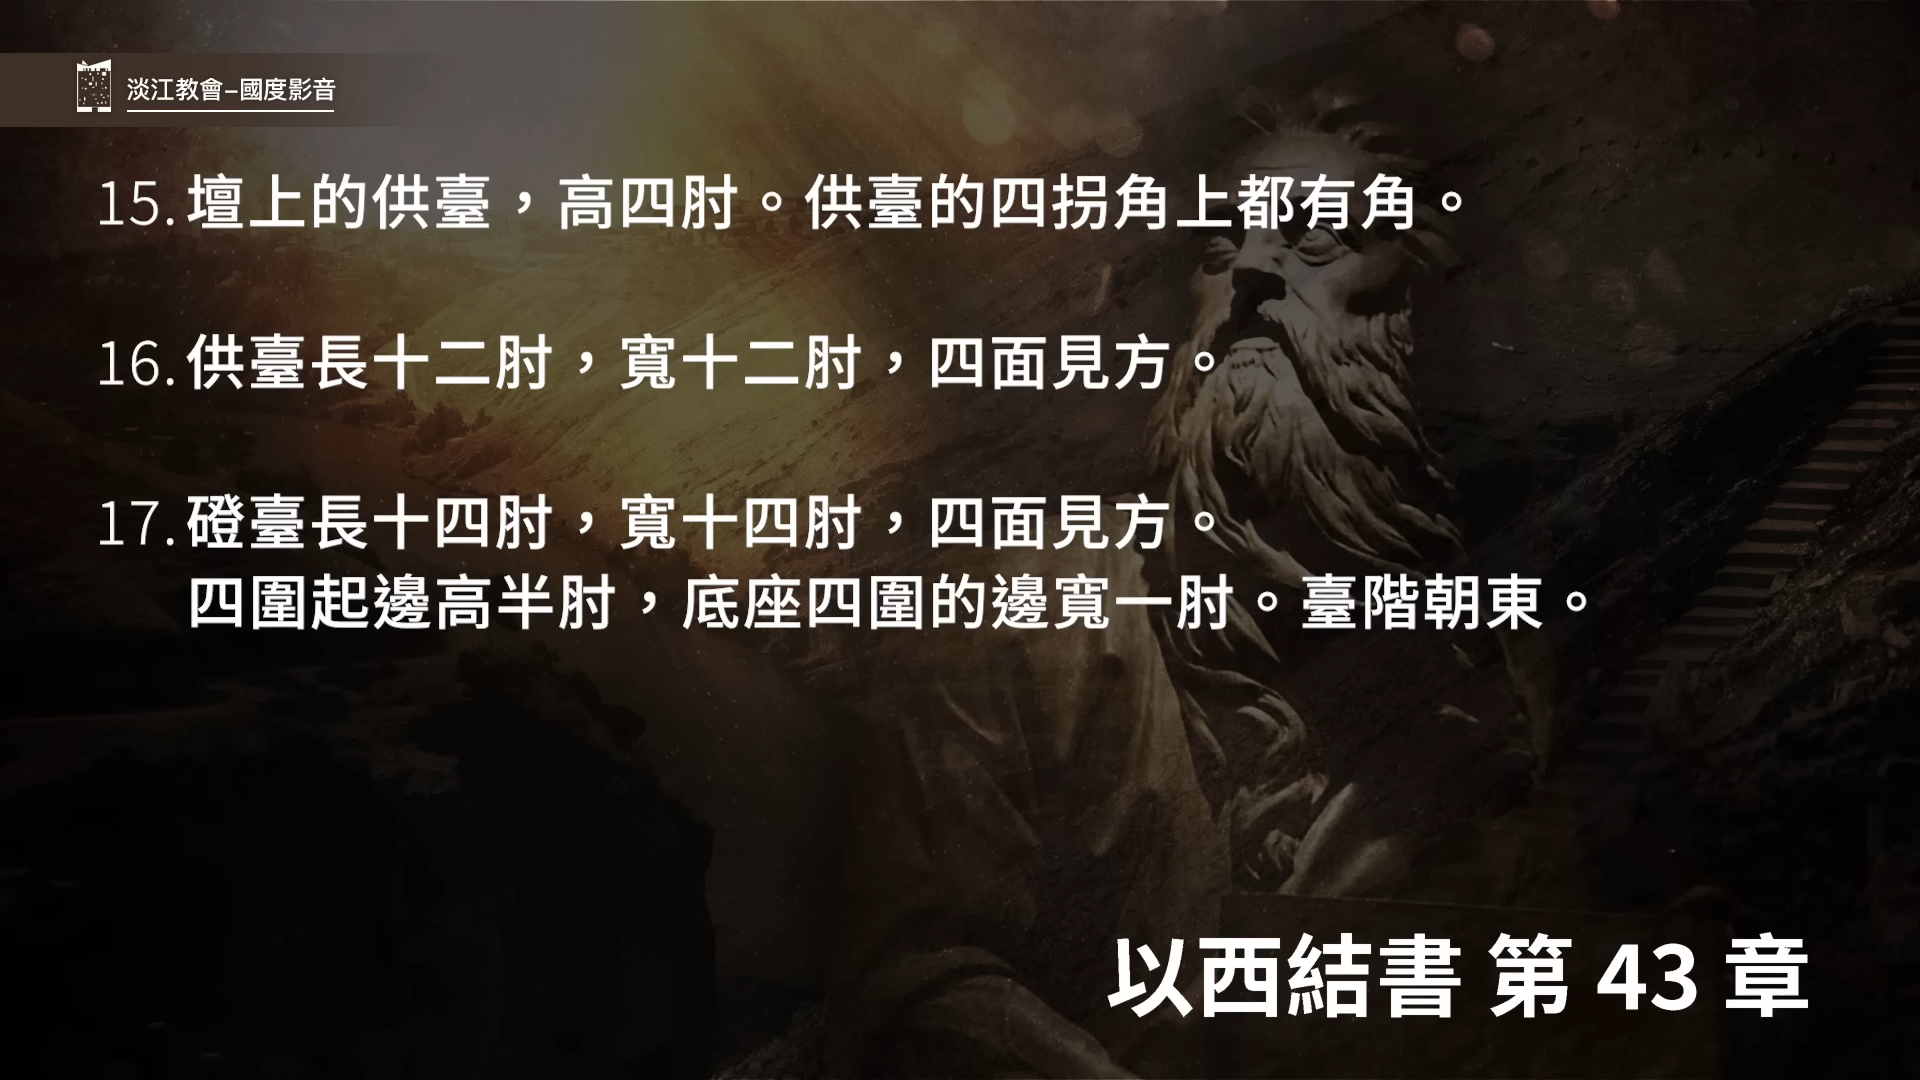 淡江教會–國度影音
15.壇上的供臺，高四肘。供臺的四拐角上都有角。
16.供臺長十二肘，寬十二肘，四面見方。
17.磴臺長十四肘，寬十四肘，四面見方。
四圍起邊高半肘，底座四圍的邊寬一肘。臺階朝東。
以西結書 第 43 章